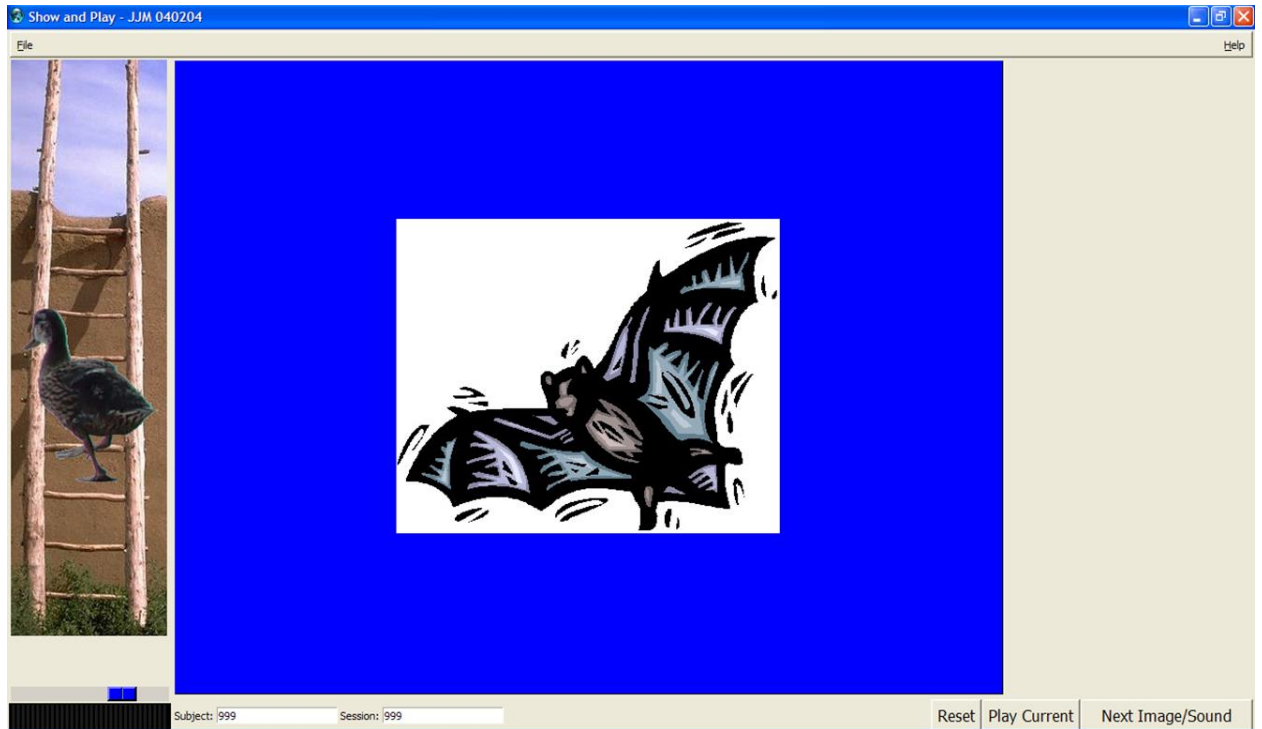 Show and Play - JJM 040204
File Help
Subject: 999 Session: 999 Reset Play Current Next Image/Sound